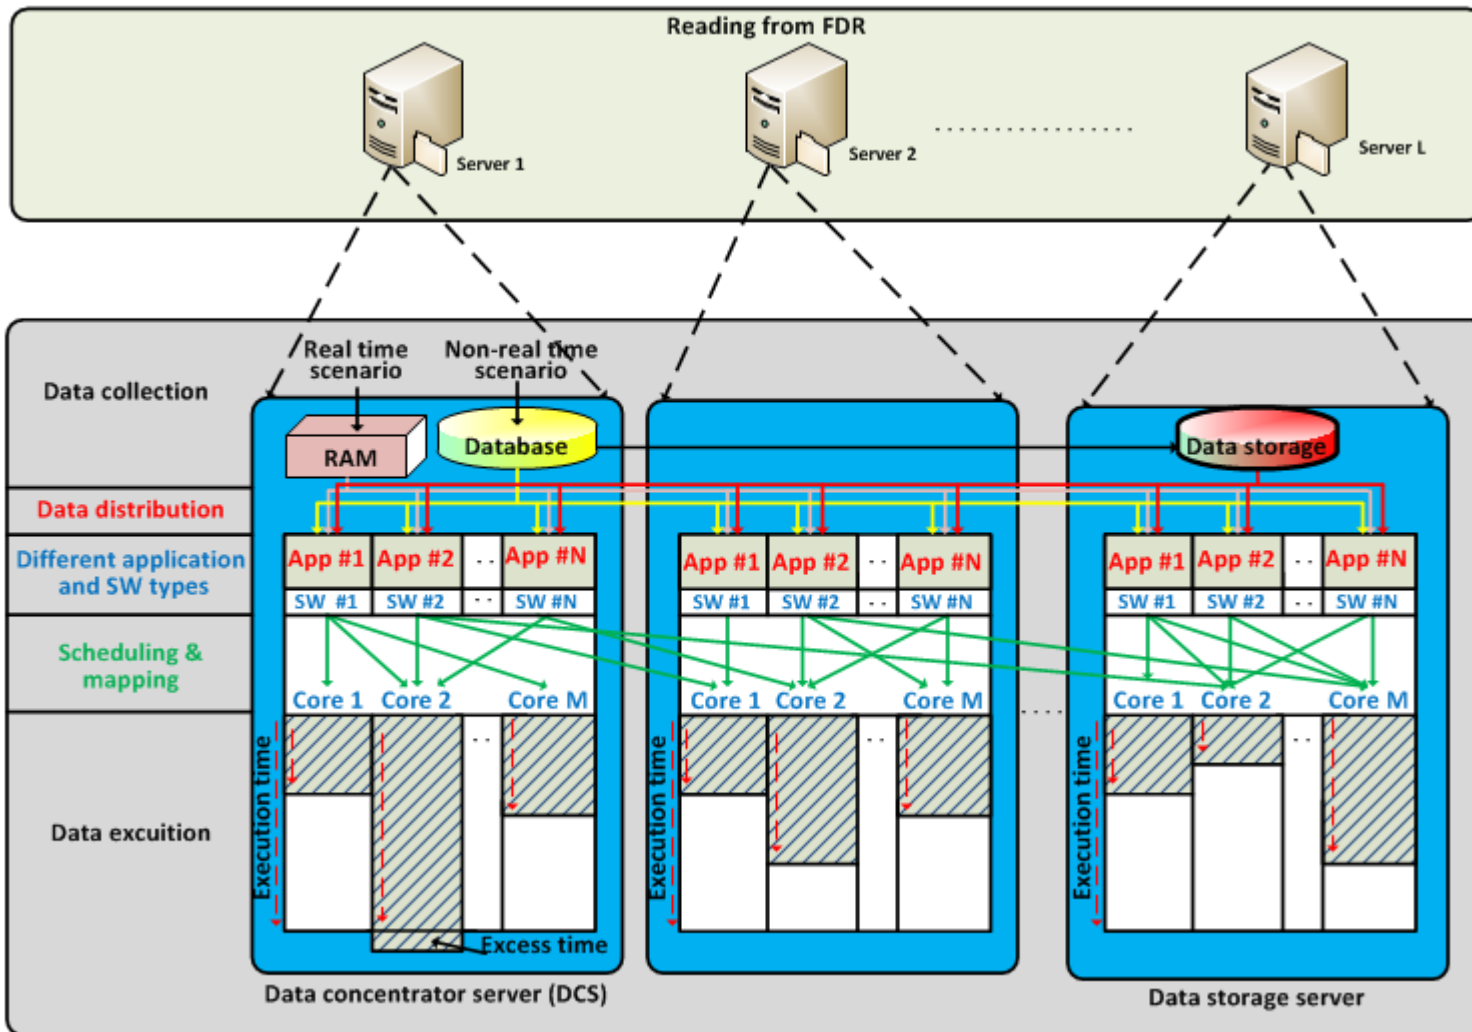 Reading from FDR
Server 1
Server 2
Server L
Data collection
Real time
scenario
Non-real time
scenario
RAM
Database
Data storage
Data distribution
Different application
and SW types
App #1 App #2 . . App #N
App #1 App #2 . . App #N
App #1 App #2 . . App #N
SW #1 SW #2 . . SW #N
SW #1 SW #2 . . SW #N
SW #1 SW #2 . . SW #N
Scheduling &
mapping
Core 1 Core 2 Core M
Core 1 Core 2 Core M
Core 1 Core 2 Core M
Data excuition
Execution time
Execution time
Execution time
Excess time
Data concentrator server (DCS)
Data storage server